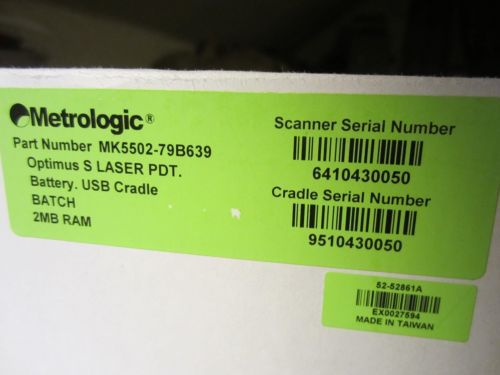 Metrologic®
Part Number MK5502-79B639
Optimus S LASER PDT.
Battery. USB Cradle
BATCH
2MB RAM
Scanner Serial Number
6410430050
Cradle Serial Number
9510430050
52-52861A
EX0027594
MADE IN TAIWAN